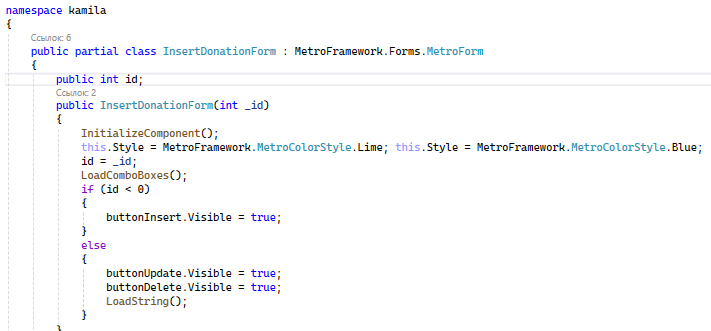 namespace kamila
{
Ссылок: 6
public partial class InsertDonationForm : MetroFramework.Forms.MetroForm
{
public int id;
Ссылок: 2
public InsertDonationForm(int _id)
{
InitializeComponent();
this.Style = MetroFramework.MetroColorStyle.Lime; this.Style = MetroFramework.MetroColorStyle.Blue;
id = _id;
LoadComboBoxes();
if (id < 0)
{
buttonInsert.Visible = true;
}
else
{
buttonUpdate.Visible = true;
buttonDelete.Visible = true;
LoadString();
}
}